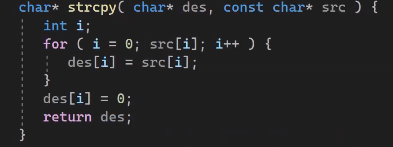 char* strcpy( char* des, const char* src ) {
    int i;
    for ( i = 0; src[i]; i++ ) {
        des[i] = src[i];
    }
    des[i] = 0;
    return des;
}